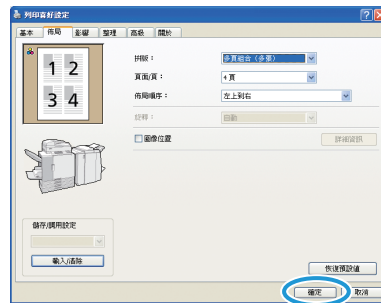 列印喜好設定
基本 佈局 影響 整理 高級 關於
1 2
3 4
拼版：
多頁組合（多張）
頁面/頁：
4 頁
佈局順序：
左上到右
詮釋：
自動
圖像位置
詳細資訊
儲存/調用設定
輸入/清除
恢復預設值
確定
取消